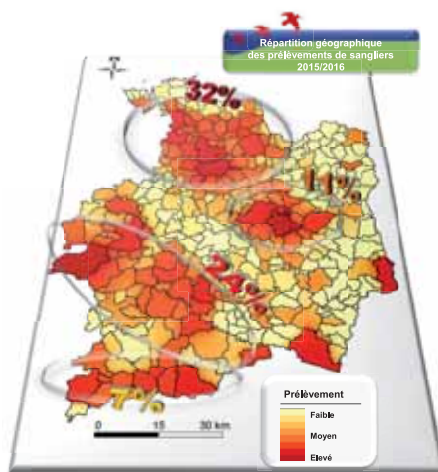 Répartition géographique
des prélèvements de sangliers
2015/2016
N
32%
11%
24%
7%
Prélèvement
Faible
Moyen
Elevé
0 15 30 km